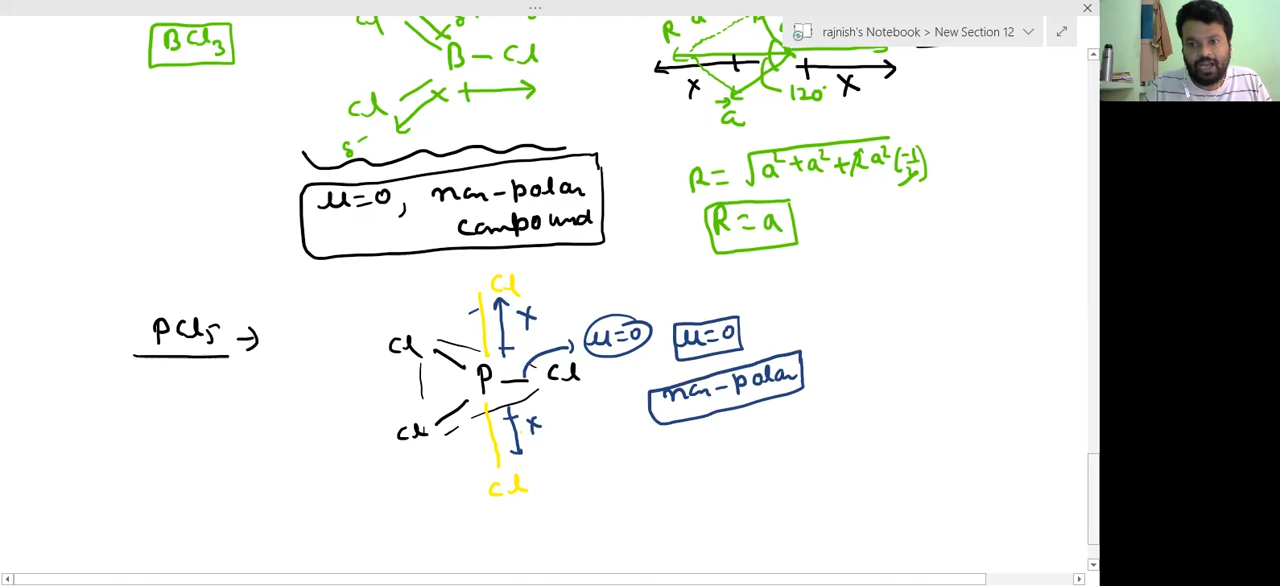 rajnish's Notebook > New Section 12
Cl
BCl3
B – Cl
Cl
δ-
R
x
x
120°
a
R = √a² + a² + 2a² (-1/2)
R = a
μ=0, non-polar
compound
Cl
PCl5 →
Cl
x
μ=0
μ=0
P – Cl
non-polar
Cl
x
Cl